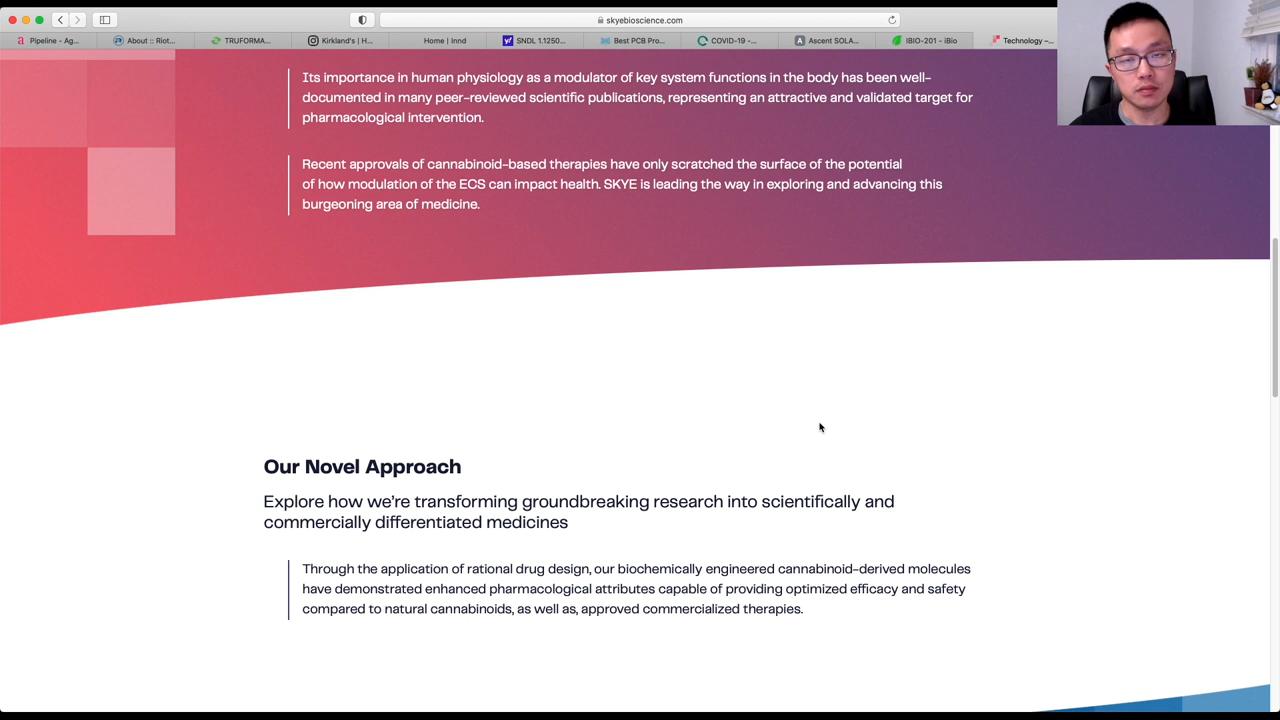 skyebioscience.com
Pipeline - Ag...
About :: Riot...
TRUFORMA...
Kirkland's | H...
Home | Innd
SNDL 1.1250...
Best PCB Pro...
COVID-19 -...
Ascent SOLA...
IBIO-201 - iBio
Technology –...
Its importance in human physiology as a modulator of key system functions in the body has been well-
documented in many peer-reviewed scientific publications, representing an attractive and validated target for
pharmacological intervention.
Recent approvals of cannabinoid-based therapies have only scratched the surface of the potential
of how modulation of the ECS can impact health. SKYE is leading the way in exploring and advancing this
burgeoning area of medicine.
Our Novel Approach
Explore how we're transforming groundbreaking research into scientifically and
commercially differentiated medicines
Through the application of rational drug design, our biochemically engineered cannabinoid-derived molecules
have demonstrated enhanced pharmacological attributes capable of providing optimized efficacy and safety
compared to natural cannabinoids, as well as, approved commercialized therapies.